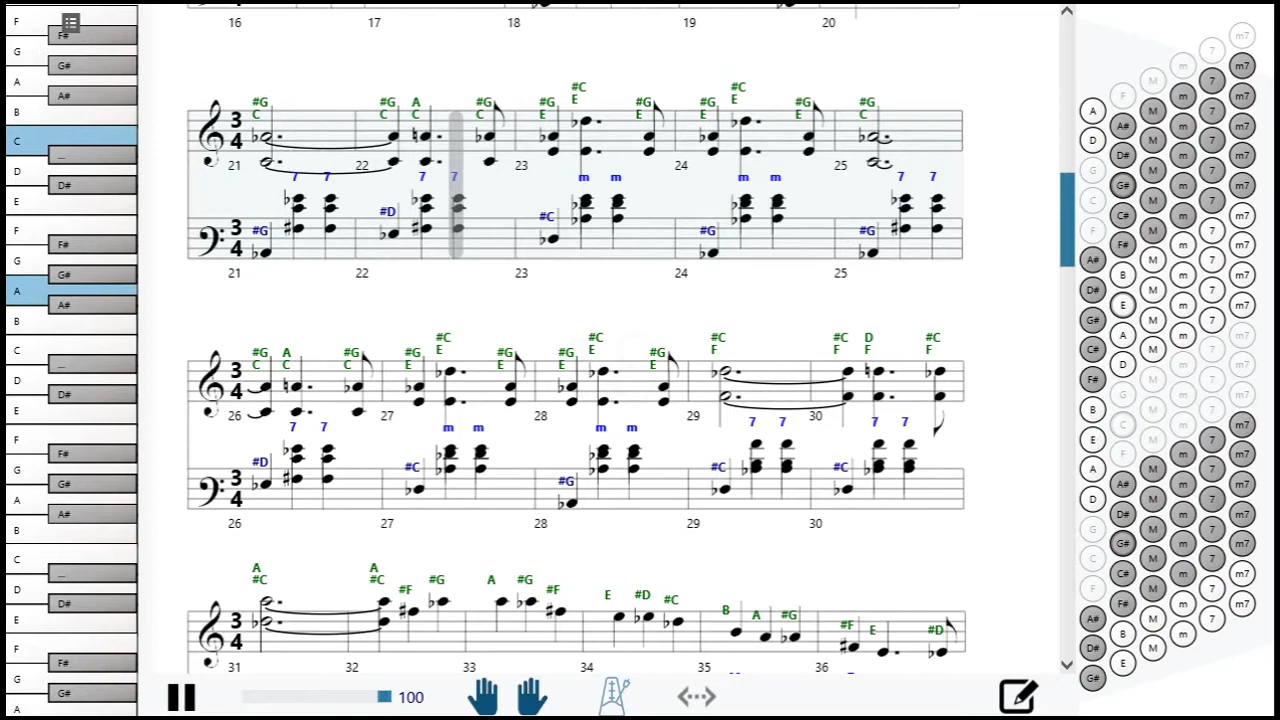 16 17 18 19 20
#C #C
E E
#G #G A #G #G #G #G #G #G
C C C C E E E E C
3
4
21 22 23 24 25
7 7 7 7 m m m m 7 7
#G #D #C #G #G
3
4
21 22 23 24 25
#C #C #C #C D #C
E E F F F F
#G A #G #G #G #G #G
C C C E E E E
3
4
26 27 28 29 30
7 7 m m m m 7 7 7 7
#D #C #G #C #C
3
4
26 27 28 29 30
A A
#C #C #F #G A #G #F E #D #C B A #G #F E #D
3
4
31 32 33 34 35 36
100
F
F#
G
G#
A
A#
B
C
D
D#
E
F
F#
G
G#
A
A#
B
C
D
D#
E
F
F#
G
G#
A
A#
B
C
D
D#
E
F
F#
G
G#
A
A
D
G
C
F
A#
D#
G#
C#
F#
B
E
A
D
G
C
F
A#
D#
G#
F
A#
D#
G#
C#
F#
B
E
A
D
G
C
F
A#
D#
G#
C#
F#
B
E
M
m
7
m7